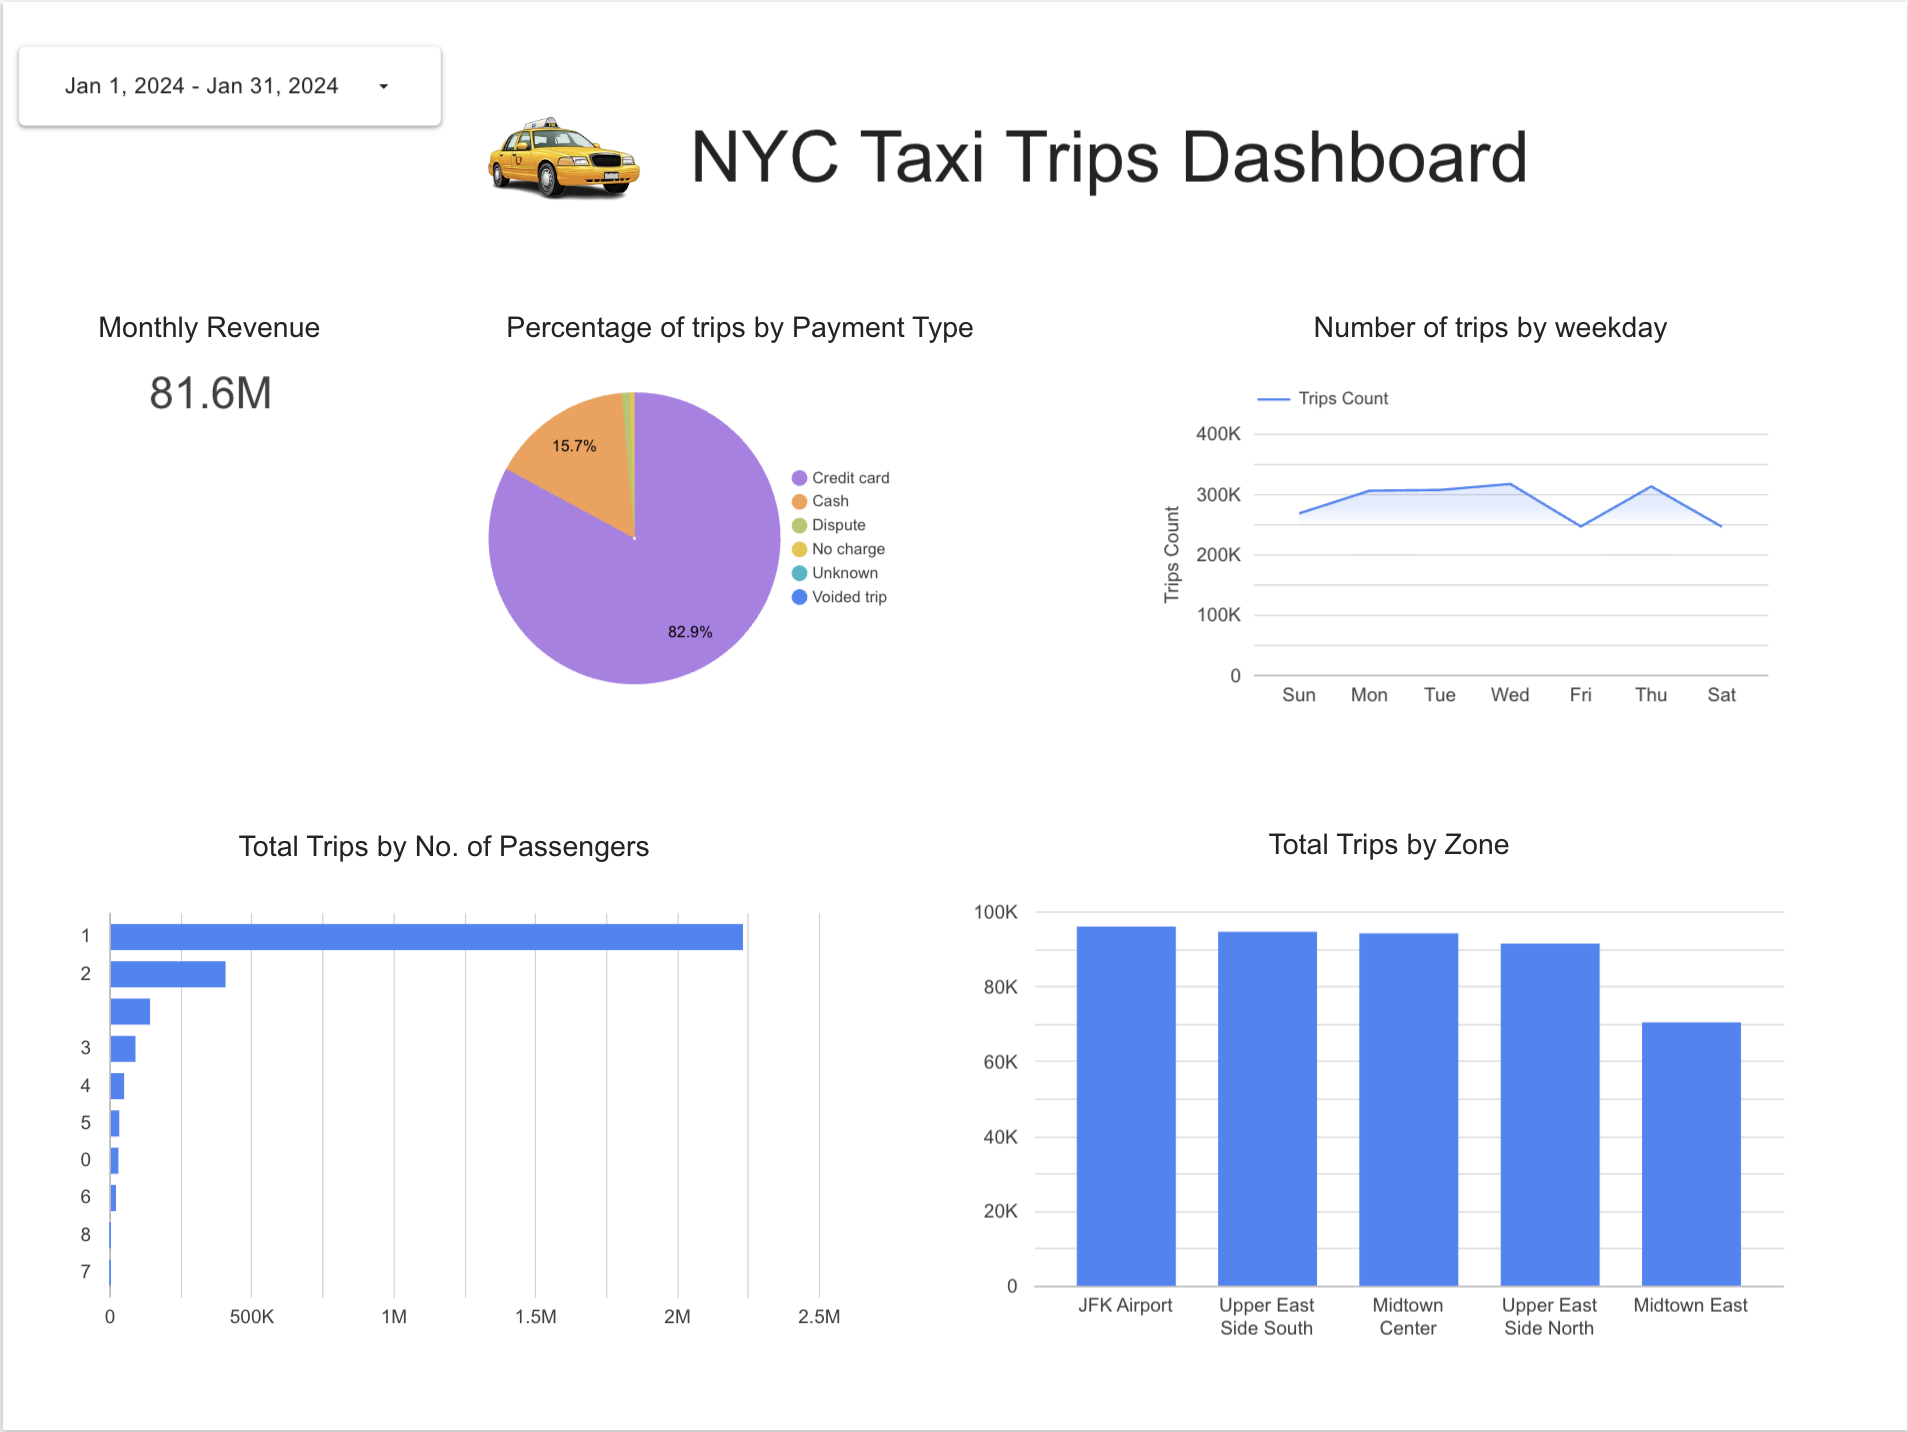 Jan 1, 2024 - Jan 31, 2024
NYC Taxi Trips Dashboard
Monthly Revenue
81.6M
Percentage of trips by Payment Type
15.7%
82.9%
Credit card
Cash
Dispute
No charge
Unknown
Voided trip
Number of trips by weekday
Trips Count
Trips Count
400K
300K
200K
100K
0
Sun Mon Tue Wed Fri Thu Sat
Total Trips by No. of Passengers
1
2
3
4
5
0
6
8
7
0 500K 1M 1.5M 2M 2.5M
Total Trips by Zone
100K
80K
60K
40K
20K
0
JFK Airport
Upper East
Side South
Midtown
Center
Upper East
Side North
Midtown East